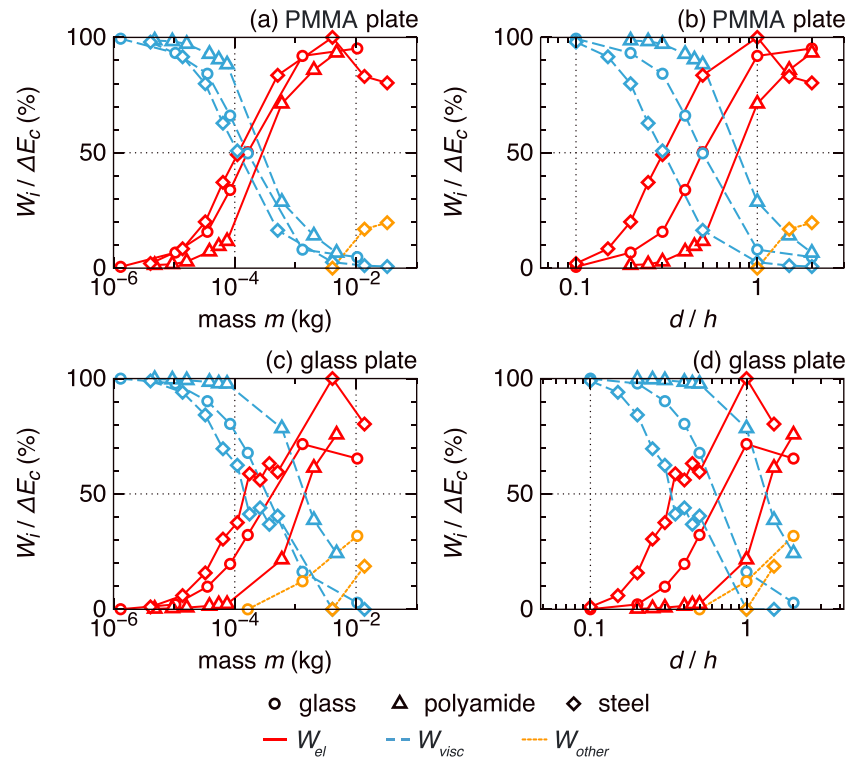 (a) PMMA plate
(b) PMMA plate
W_i / ΔE_c (%)
100
50
0
10^-6
10^-4
10^-2
mass m (kg)
W_i / ΔE_c (%)
100
50
0
0.1
1
d / h
(c) glass plate
(d) glass plate
W_i / ΔE_c (%)
100
50
0
10^-6
10^-4
10^-2
mass m (kg)
W_i / ΔE_c (%)
100
50
0
0.1
1
d / h
glass polyamide steel
W_el W_visc W_other